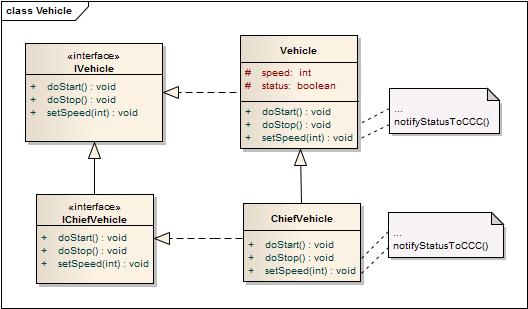 class Vehicle
«interface»
IVehicle
+ doStart() : void
+ doStop() : void
+ setSpeed(int) : void
Vehicle
# speed: int
# status: boolean
+ doStart() : void
+ doStop() : void
+ setSpeed(int) : void
...
notifyStatusToCCC()
«interface»
IChiefVehicle
+ doStart() : void
+ doStop() : void
+ setSpeed(int) : void
ChiefVehicle
+ doStart() : void
+ doStop() : void
+ setSpeed(int) : void
...
notifyStatusToCCC()